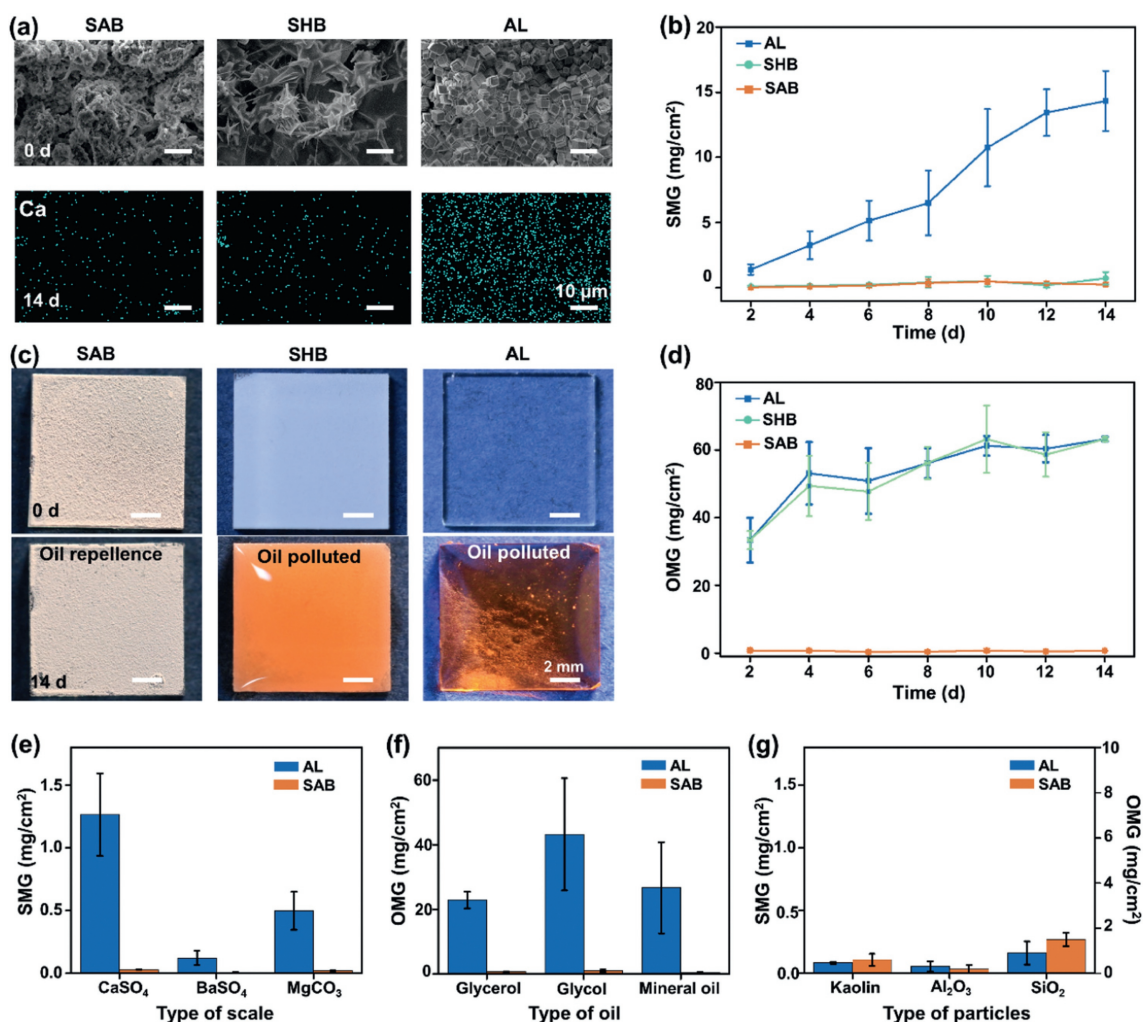 (a)
SAB
SHB
AL
0 d
Ca
14 d
10 μm
(b)
20
15
10
5
0
SMG (mg/cm²)
AL
SHB
SAB
2 4 6 8 10 12 14
Time (d)
(c)
SAB
SHB
AL
0 d
Oil repellence
Oil polluted
Oil polluted
14 d
2 mm
(d)
80
60
40
20
0
OMG (mg/cm²)
AL
SHB
SAB
2 4 6 8 10 12 14
Time (d)
(e)
1.5
1.0
0.5
0.0
SMG (mg/cm²)
AL
SAB
CaSO₄ BaSO₄ MgCO₃
Type of scale
(f)
60
40
20
0
OMG (mg/cm²)
AL
SAB
Glycerol Glycol Mineral oil
Type of oil
(g)
1.5
1.0
0.5
0.0
SMG (mg/cm²)
AL
SAB
10
8
6
4
2
0
OMG (mg/cm²)
Kaolin Al₂O₃ SiO₂
Type of particles